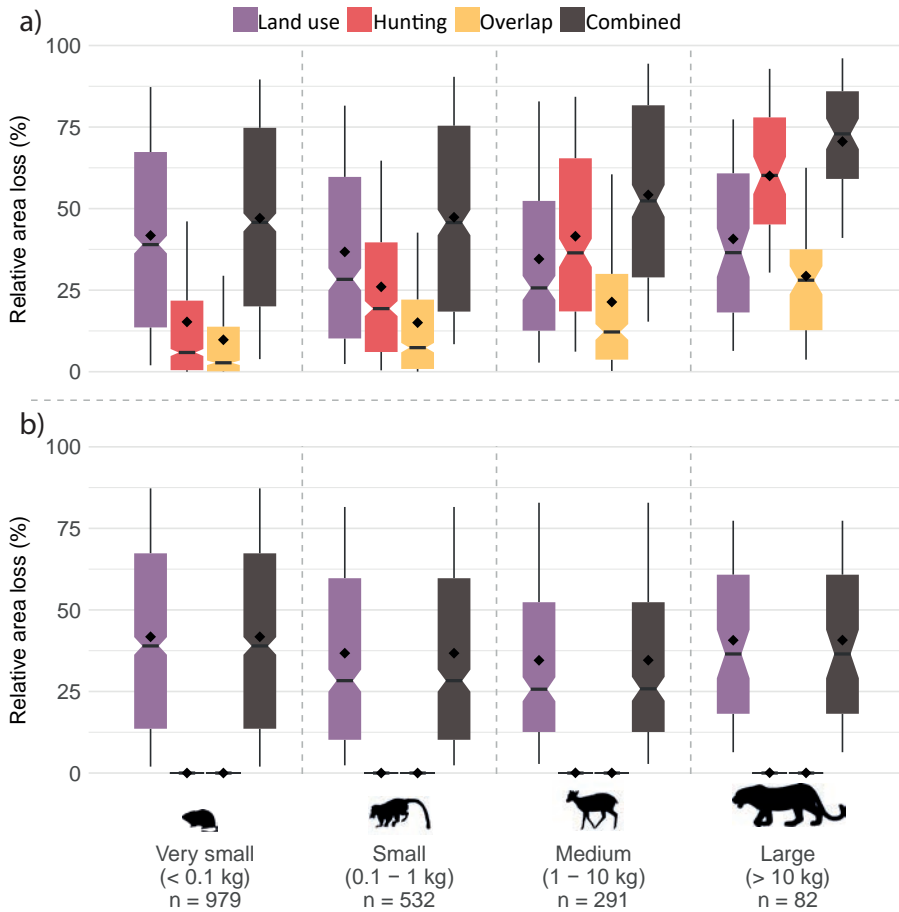 a)
Land use Hunting Overlap Combined
100
75
50
25
0
Relative area loss (%)
b)
100
75
50
25
0
Relative area loss (%)
Very small Small Medium Large
(< 0.1 kg) (0.1 − 1 kg) (1 − 10 kg) (> 10 kg)
n = 979 n = 532 n = 291 n = 82